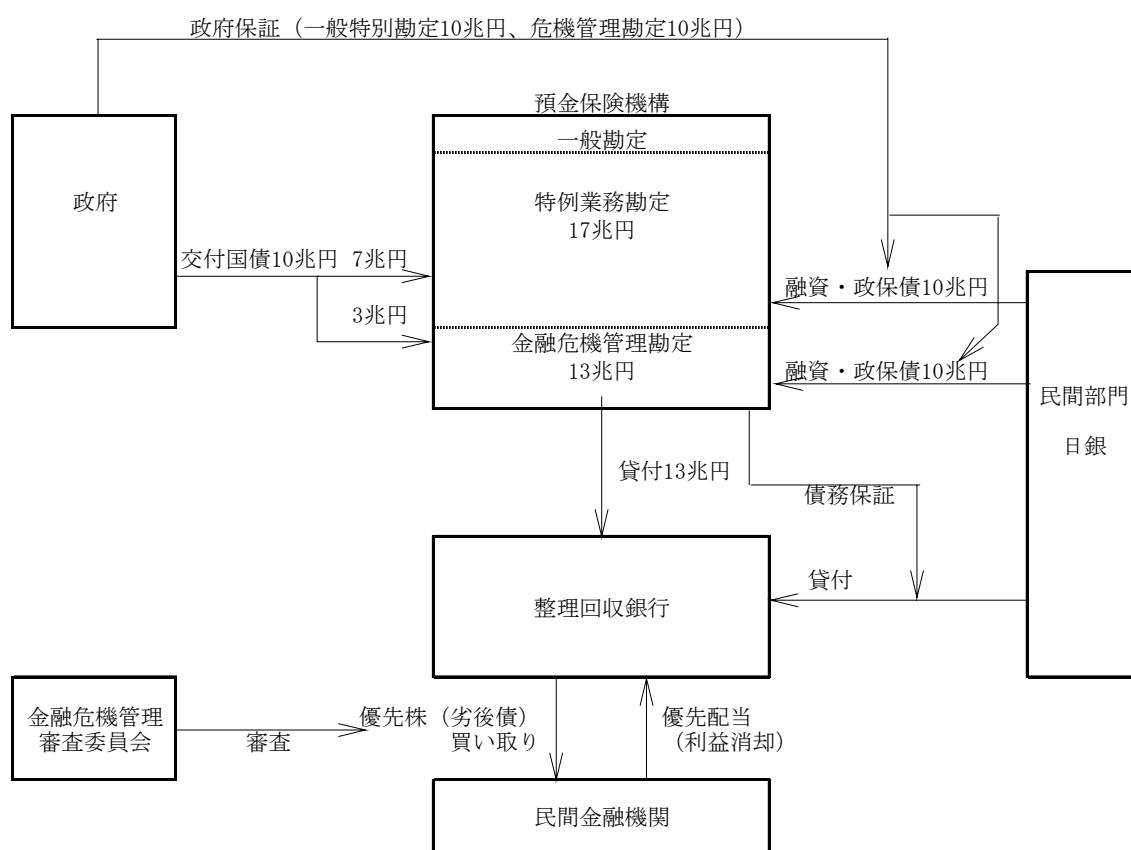 政府保証（一般特別勘定10兆円、危機管理勘定10兆円）
預金保険機構
一般勘定
政府
特例業務勘定
17兆円
交付国債10兆円 7兆円
3兆円
融資・政保債10兆円
金融危機管理勘定
13兆円
融資・政保債10兆円
民間部門
日銀
貸付13兆円
債務保証
貸付
整理回収銀行
金融危機管理
審査委員会
審査
優先株（劣後債）
買い取り
優先配当
（利益消却）
民間金融機関